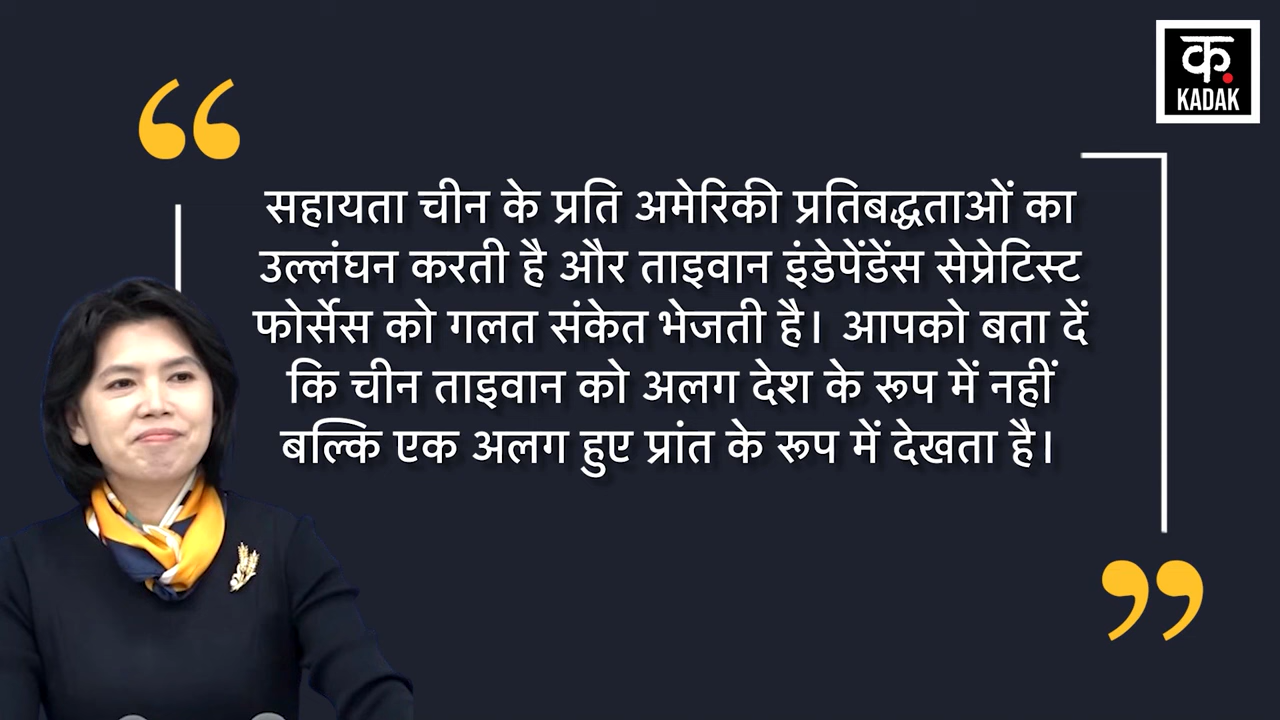 क.
KADAK
सहायता चीन के प्रति अमेरिकी प्रतिबद्धताओं का
उल्लंघन करती है और ताइवान इंडेपेंडेंस सेप्रेटिस्ट
फोर्सेस को गलत संकेत भेजती है। आपको बता दें
कि चीन ताइवान को अलग देश के रूप में नहीं
बल्कि एक अलग हुए प्रांत के रूप में देखता है।